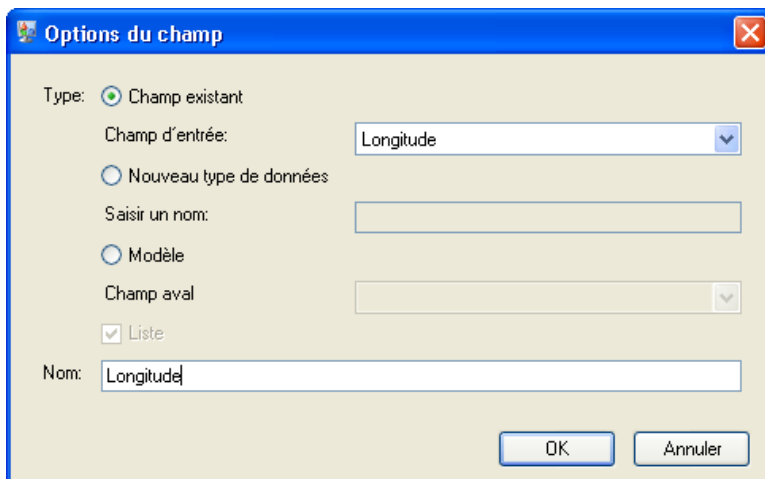 Options du champ
Type: Champ existant
Champ d'entrée: Longitude
Nouveau type de données
Saisir un nom:
Modèle
Champ aval
Liste
Nom: Longitude
OK Annuler